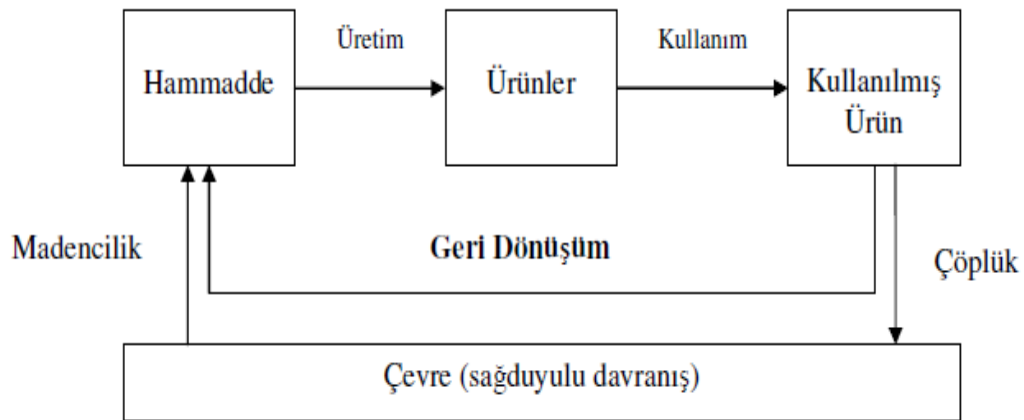 Üretim
Kullanım
Hammadde
Ürünler
Kullanılmış
Ürün
Madencilik
Geri Dönüşüm
Çöplük
Çevre (sağduyulu davranış)